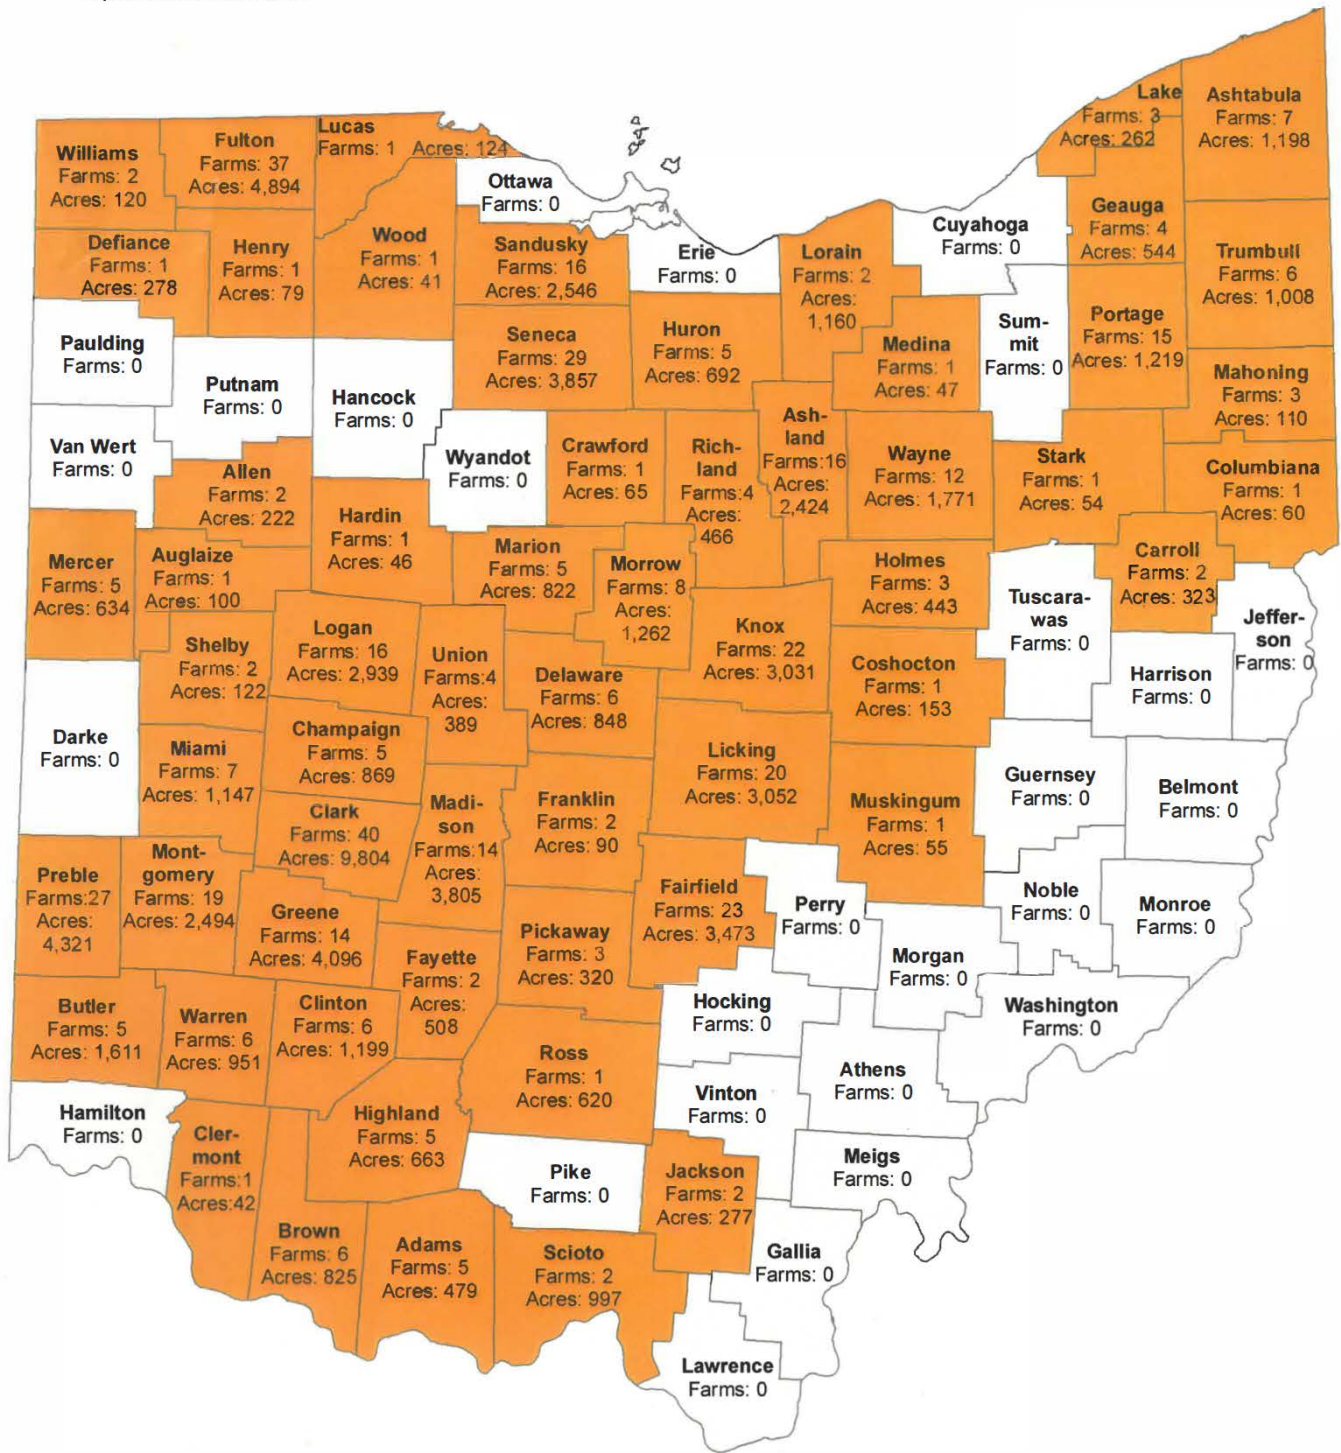 Lake
Farms: 3
Acres: 262
Ashtabula
Farms: 7
Acres: 1,198
Williams
Farms: 2
Acres: 120
Fulton
Farms: 37
Acres: 4,894
Lucas
Farms: 1 Acres: 124
Ottawa
Farms: 0
Geauga
Farms: 4
Acres: 544
Cuyahoga
Farms: 0
Defiance
Farms: 1
Acres: 278
Henry
Farms: 1
Acres: 79
Wood
Farms: 1
Acres: 41
Sandusky
Farms: 16
Acres: 2,546
Erie
Farms: 0
Lorain
Farms: 2
Acres:
1,160
Trumbull
Farms: 6
Acres: 1,008
Paulding
Farms: 0
Putnam
Farms: 0
Hancock
Farms: 0
Seneca
Farms: 29
Acres: 3,857
Huron
Farms: 5
Acres: 692
Medina
Farms: 1
Acres: 47
Sum-
mit
Farms: 0
Portage
Farms: 15
Acres: 1,219
Mahoning
Farms: 3
Acres: 110
Van Wert
Farms: 0
Allen
Farms: 2
Acres: 222
Wyandot
Farms: 0
Crawford
Farms: 1
Acres: 65
Rich-
land
Farms:4
Acres:
466
Ash-
land
Farms:16
Acres:
2,424
Wayne
Farms: 12
Acres: 1,771
Stark
Farms: 1
Acres: 54
Columbiana
Farms: 1
Acres: 60
Mercer
Farms: 5
Acres: 634
Auglaize
Farms: 1
Acres: 100
Hardin
Farms: 1
Acres: 46
Marion
Farms: 5
Acres: 822
Morrow
Farms: 8
Acres:
1,262
Holmes
Farms: 3
Acres: 443
Tuscara-
was
Farms: 0
Carroll
Farms: 2
Acres: 323
Jeffer-
son
Farms: 0
Shelby
Farms: 2
Acres: 122
Logan
Farms: 16
Acres: 2,939
Union
Farms:4
Acres:
389
Delaware
Farms: 6
Acres: 848
Knox
Farms: 22
Acres: 3,031
Coshocton
Farms: 1
Acres: 153
Harrison
Farms: 0
Darke
Farms: 0
Miami
Farms: 7
Acres: 1,147
Champaign
Farms: 5
Acres: 869
Clark
Farms: 40
Acres: 9,804
Madi-
son
Farms:14
Acres:
3,805
Franklin
Farms: 2
Acres: 90
Licking
Farms: 20
Acres: 3,052
Muskingum
Farms: 1
Acres: 55
Guernsey
Farms: 0
Belmont
Farms: 0
Preble
Farms:27
Acres:
4,321
Mont-
gomery
Farms: 19
Acres: 2,494
Greene
Farms: 14
Acres: 4,096
Fayette
Farms: 2
Acres:
508
Pickaway
Farms: 3
Acres: 320
Fairfield
Farms: 23
Acres: 3,473
Perry
Farms: 0
Morgan
Farms: 0
Noble
Farms: 0
Monroe
Farms: 0
Butler
Farms: 5
Acres: 1,611
Warren
Farms: 6
Acres: 951
Clinton
Farms: 6
Acres: 1,199
Ross
Farms: 1
Acres: 620
Hocking
Farms: 0
Washington
Farms: 0
Vinton
Farms: 0
Athens
Farms: 0
Hamilton
Farms: 0
Cler-
mont
Farms:1
Acres:42
Highland
Farms: 5
Acres: 663
Pike
Farms: 0
Jackson
Farms: 2
Acres: 277
Meigs
Farms: 0
Brown
Farms: 6
Acres: 825
Adams
Farms: 5
Acres: 479
Scioto
Farms: 2
Acres: 997
Gallia
Farms: 0
Lawrence
Farms: 0